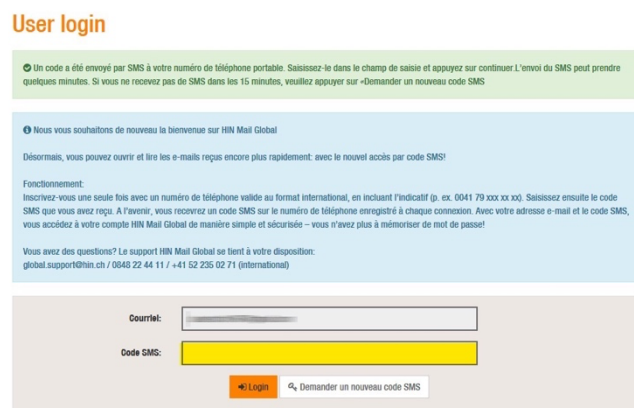 User login
Un code a été envoyé par SMS à votre numéro de téléphone portable. Saisissez-le dans le champ de saisie et appuyez sur continuer.L'envoi du SMS peut prendre
quelques minutes. Si vous ne recevez pas de SMS dans les 15 minutes, veuillez appuyer sur «Demander un nouveau code SMS
Nous vous souhaitons de nouveau la bienvenue sur HIN Mail Global
Désormais, vous pouvez ouvrir et lire les e-mails reçus encore plus rapidement: avec le nouvel accès par code SMS!
Fonctionnement:
Inscrivez-vous une seule fois avec un numéro de téléphone valide au format international, en incluant l'indicatif (p. ex. 0041 79 xxx xx xx). Saisissez ensuite le code
SMS que vous avez reçu. A l'avenir, vous recevrez un code SMS sur le numéro de téléphone enregistré à chaque connexion. Avec votre adresse e-mail et le code SMS,
vous accédez à votre compte HIN Mail Global de manière simple et sécurisée – vous n'avez plus à mémoriser de mot de passe!
Vous avez des questions? Le support HIN Mail Global se tient à votre disposition:
global.support@hin.ch / 0848 22 44 11 / +41 52 235 02 71 (international)
Courriel:
Code SMS:
Login Demander un nouveau code SMS